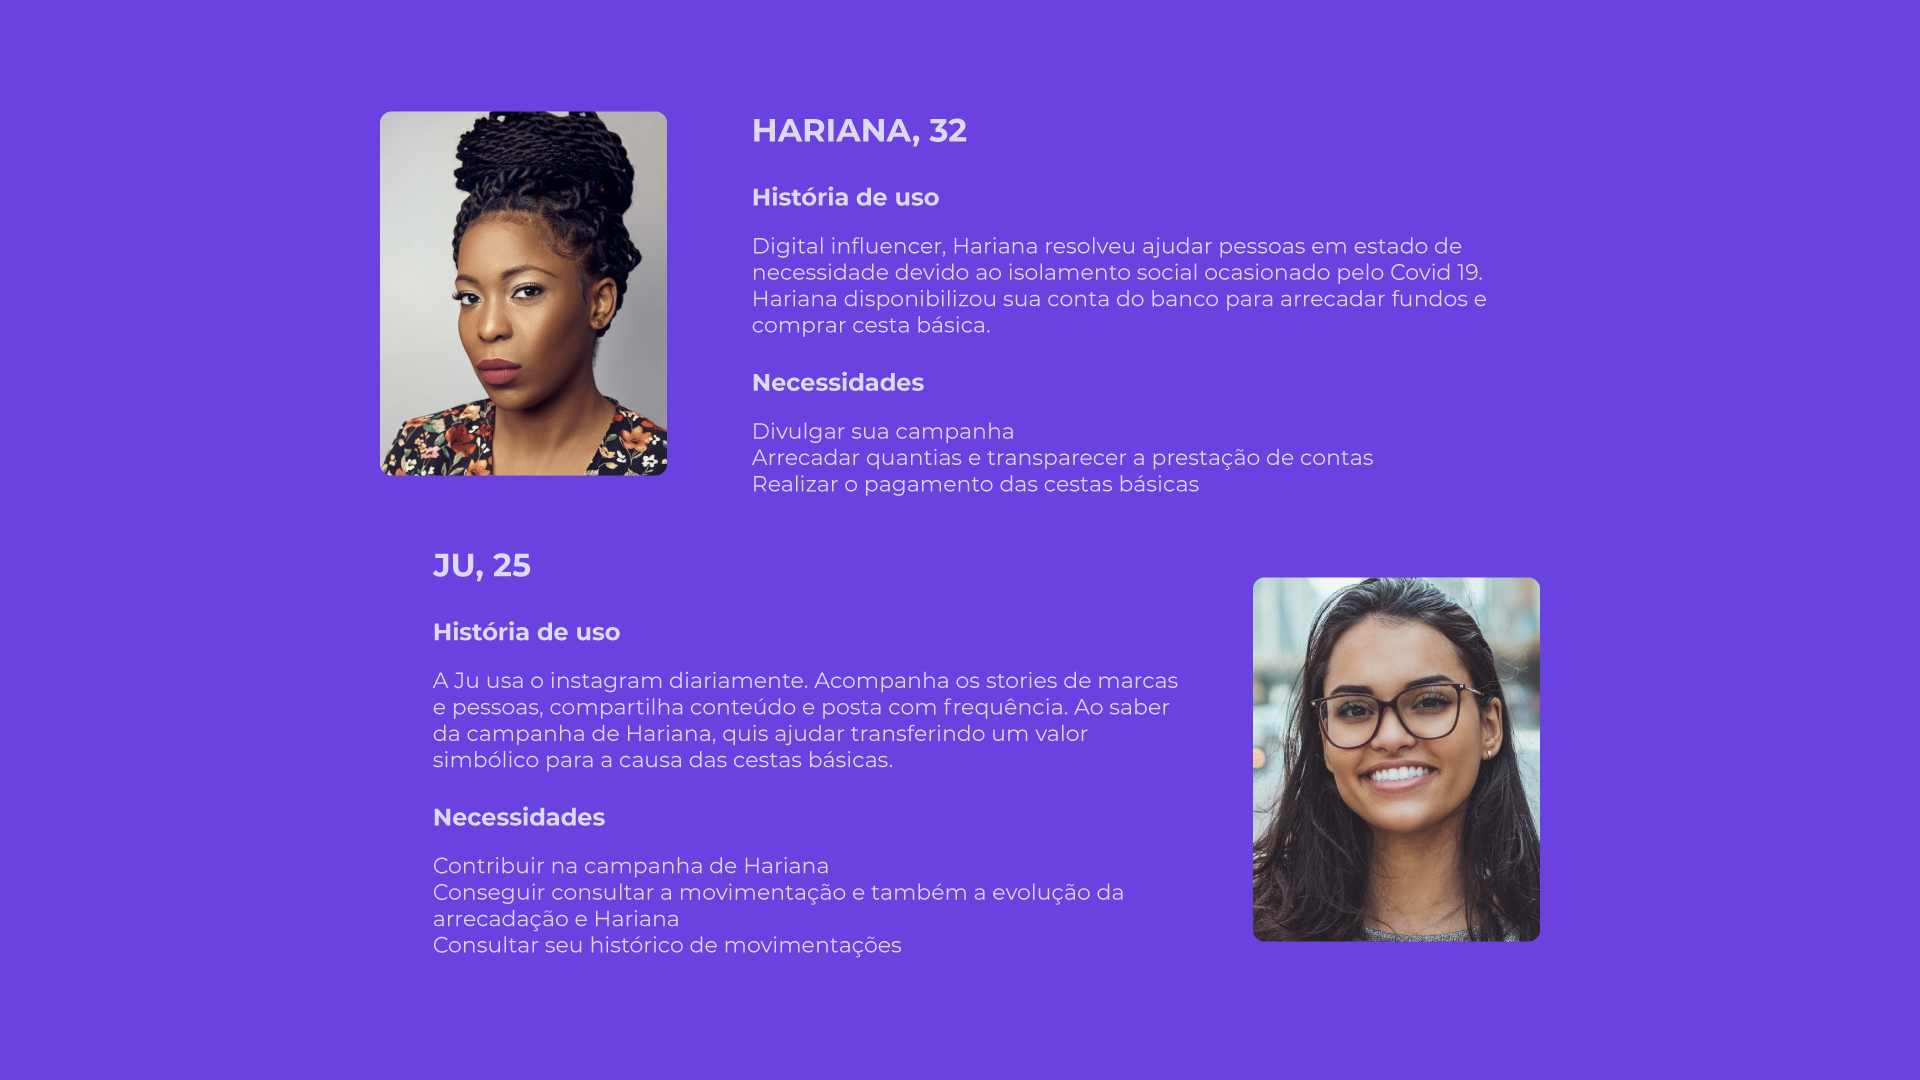 HARIANA, 32
História de uso
Digital influencer, Hariana resolveu ajudar pessoas em estado de
necessidade devido ao isolamento social ocasionado pelo Covid 19.
Hariana disponibilizou sua conta do banco para arrecadar fundos e
comprar cesta básica.
Necessidades
Divulgar sua campanha
Arrecadar quantias e transparecer a prestação de contas
Realizar o pagamento das cestas básicas
JU, 25
História de uso
A Ju usa o instagram diariamente. Acompanha os stories de marcas
e pessoas, compartilha conteúdo e posta com frequência. Ao saber
da campanha de Hariana, quis ajudar transferindo um valor
simbólico para a causa das cestas básicas.
Necessidades
Contribuir na campanha de Hariana
Conseguir consultar a movimentação e também a evolução da
arrecadação e Hariana
Consultar seu histórico de movimentações